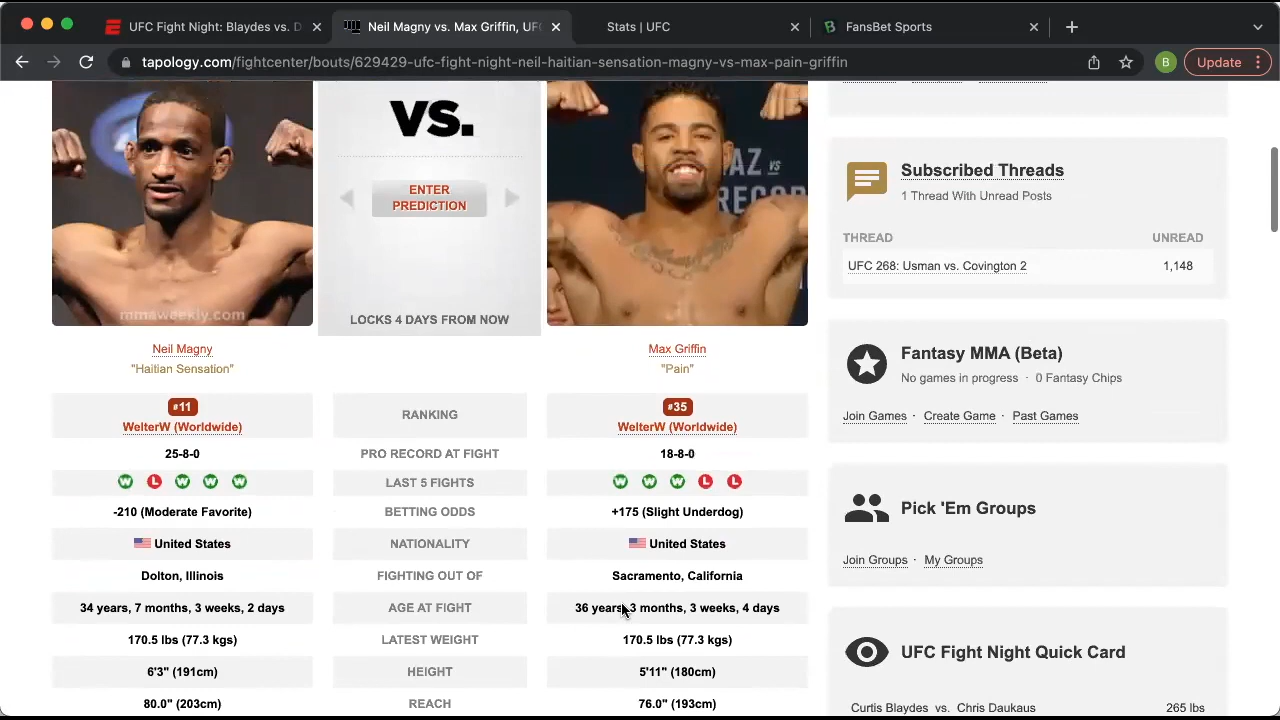 UFC Fight Night: Blaydes vs. D
Neil Magny vs. Max Griffin, UFC
Stats | UFC
FansBet Sports
tapology.com/fightcenter/bouts/629429-ufc-fight-night-neil-haitian-sensation-magny-vs-max-pain-griffin
B
Update
VS.
ENTER
PREDICTION
LOCKS 4 DAYS FROM NOW
mmaweekly.com
AZ vs
RECOR
Neil Magny
"Haitian Sensation"
Max Griffin
"Pain"
#11
WelterW (Worldwide)
RANKING
#35
WelterW (Worldwide)
25-8-0 PRO RECORD AT FIGHT 18-8-0
W L W W W LAST 5 FIGHTS W W W L L
-210 (Moderate Favorite) BETTING ODDS +175 (Slight Underdog)
United States NATIONALITY United States
Dolton, Illinois FIGHTING OUT OF Sacramento, California
34 years, 7 months, 3 weeks, 2 days AGE AT FIGHT 36 years, 3 months, 3 weeks, 4 days
170.5 lbs (77.3 kgs) LATEST WEIGHT 170.5 lbs (77.3 kgs)
6'3" (191cm) HEIGHT 5'11" (180cm)
80.0" (203cm) REACH 76.0" (193cm)
Subscribed Threads
1 Thread With Unread Posts
THREAD UNREAD
UFC 268: Usman vs. Covington 2 1,148
Fantasy MMA (Beta)
No games in progress · 0 Fantasy Chips
Join Games · Create Game · Past Games
Pick 'Em Groups
Join Groups · My Groups
UFC Fight Night Quick Card
Curtis Blaydes vs. Chris Daukaus 265 lbs